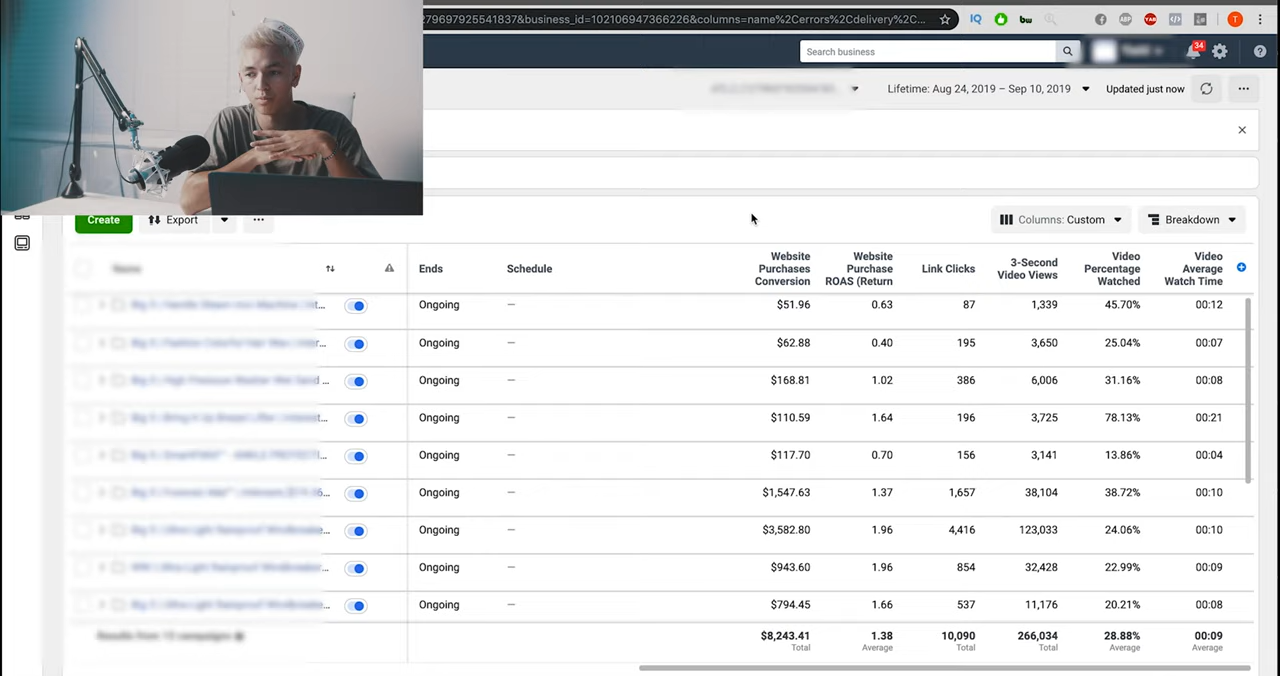 279697925541837&business_id=102106947366226&columns=name%2Cerrors%2Cdelivery%2C...
IQ
bw
ABP
YAB
T
Search business
34
Lifetime: Aug 24, 2019 – Sep 10, 2019
Updated just now
Create
Export
Columns: Custom
Breakdown
Name
Ends
Schedule
Website Purchases Conversion
Website Purchase ROAS (Return
Link Clicks
3-Second Video Views
Video Percentage Watched
Video Average Watch Time
Ongoing — $51.96 0.63 87 1,339 45.70% 00:12
Ongoing — $62.88 0.40 195 3,650 25.04% 00:07
Ongoing — $168.81 1.02 386 6,006 31.16% 00:08
Ongoing — $110.59 1.64 196 3,725 78.13% 00:21
Ongoing — $117.70 0.70 156 3,141 13.86% 00:04
Ongoing — $1,547.63 1.37 1,657 38,104 38.72% 00:10
Ongoing — $3,582.80 1.96 4,416 123,033 24.06% 00:10
Ongoing — $943.60 1.96 854 32,428 22.99% 00:09
Ongoing — $794.45 1.66 537 11,176 20.21% 00:08
$8,243.41 1.38 10,090 266,034 28.88% 00:09
Total Average Total Total Average Average